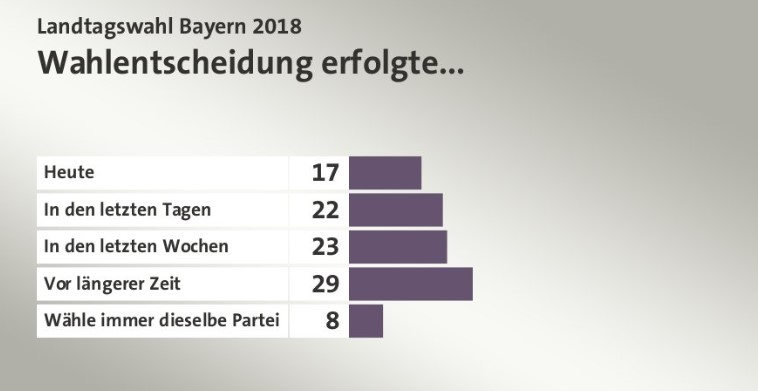 Landtagswahl Bayern 2018
Wahlentscheidung erfolgte...
Heute 17
In den letzten Tagen 22
In den letzten Wochen 23
Vor längerer Zeit 29
Wähle immer dieselbe Partei 8